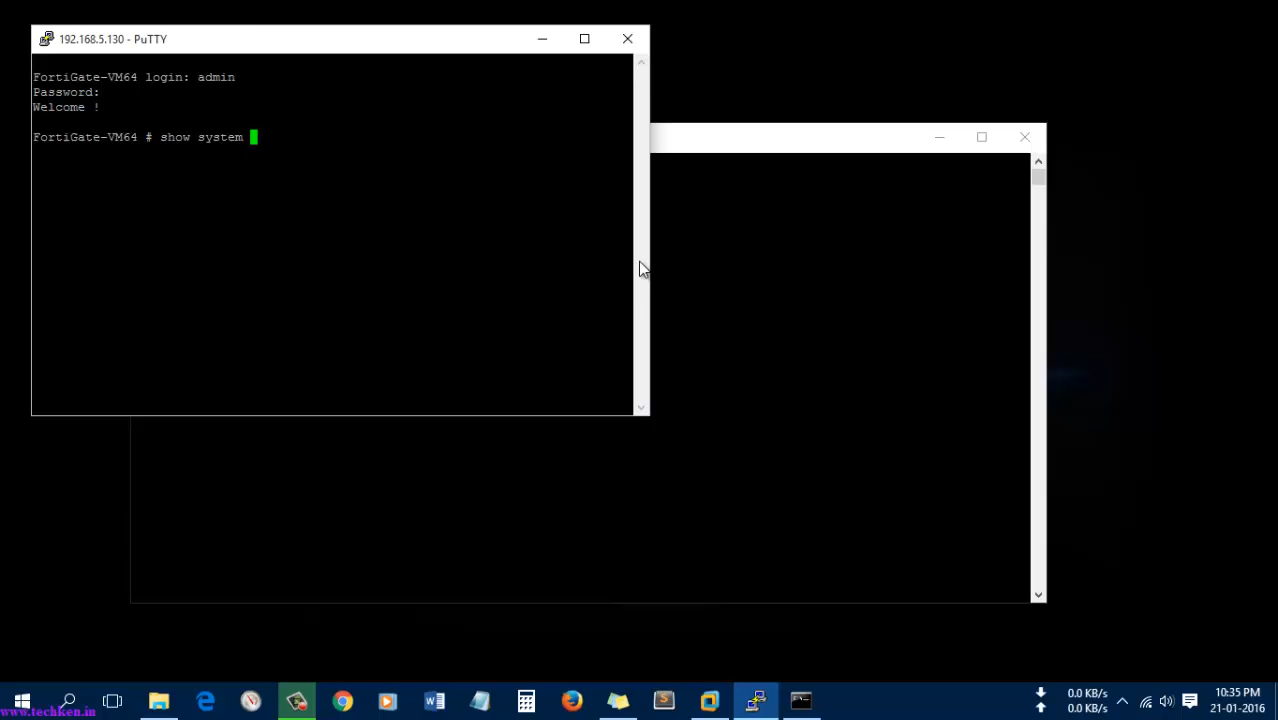 192.168.5.130 - PuTTY
FortiGate-VM64 login: admin
Password:
Welcome !
FortiGate-VM64 # show system
0.0 KB/s
0.0 KB/s
10:35 PM
21-01-2016
www.techken.in